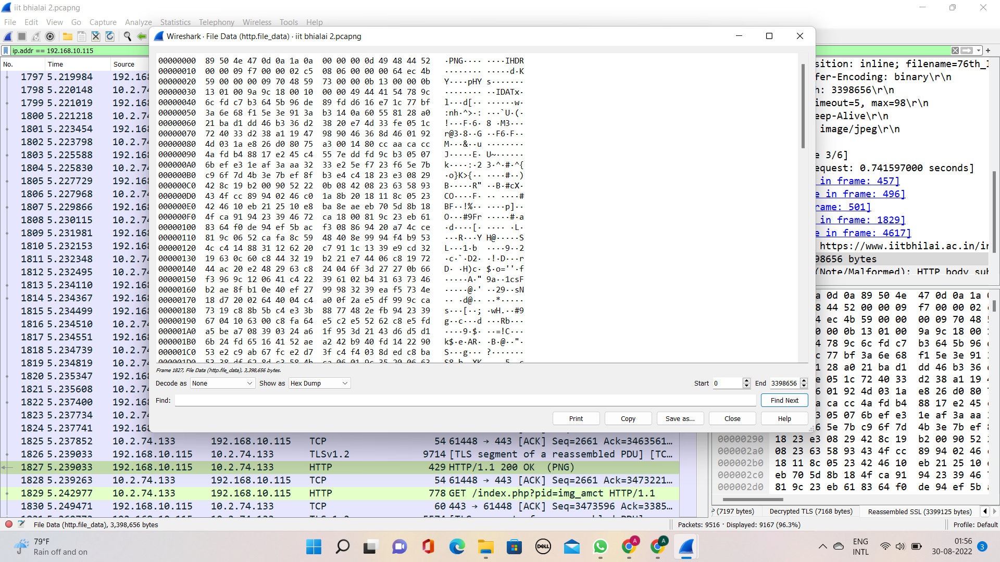 iit bhialai 2.pcapng
File Edit View Go Capture Analyze Statistics Telephony Wireless Tools Help
ip.addr == 192.168.10.115
No. Time Source
1797 5.219984 192.168
1798 5.220148 10.2.74
1799 5.221019 192.168
1800 5.221218 10.2.74
1801 5.223454 192.168
1802 5.223798 10.2.74
1803 5.225588 192.168
1804 5.225830 10.2.74
1805 5.227729 192.168
1806 5.227968 10.2.74
1807 5.229866 192.168
1808 5.230115 10.2.74
1809 5.231981 192.168
1810 5.232153 192.168
1811 5.232348 10.2.74
1812 5.232495 10.2.74
1813 5.234110 192.168
1814 5.234367 10.2.74
1815 5.234499 192.168
1816 5.234510 10.2.74
1817 5.234551 192.168
1818 5.234739 10.2.74
1819 5.234819 10.2.74
1820 5.235347 192.168
1821 5.235608 10.2.74
1822 5.237400 192.168
1823 5.237734 10.2.74
1824 5.237741 192.168
1825 5.237852 10.2.74.133 192.168.10.115 TCP 54 61448 → 443 [ACK] Seq=2661 Ack=3463561…
1826 5.239033 192.168.10.115 10.2.74.133 TLSv1.2 9714 [TLS segment of a reassembled PDU] [TC…
1827 5.239033 192.168.10.115 10.2.74.133 HTTP 429 HTTP/1.1 200 OK (PNG)
1828 5.239263 10.2.74.133 192.168.10.115 TCP 54 61448 → 443 [ACK] Seq=2661 Ack=3473221…
1829 5.242977 10.2.74.133 192.168.10.115 HTTP 778 GET /index.php?pid=img_amct HTTP/1.1
1830 5.249471 192.168.10.115 10.2.74.133 TCP 60 443 → 61448 [ACK] Seq=3473596 Ack=3385…
Wireshark · File Data (http.file_data) · iit bhialai 2.pcapng
00000000 89 50 4e 47 0d 0a 1a 0a 00 00 00 0d 49 48 44 52 ·PNG···· ····IHDR
00000010 00 00 09 f7 00 00 02 c5 08 06 00 00 00 64 ec 4b ········ ·····d·K
00000020 59 00 00 00 09 70 48 59 73 00 00 0b 13 00 00 0b Y····pHY s·······
00000030 13 01 00 9a 9c 18 00 10 00 00 49 44 41 54 78 9c ········ ··IDATx·
00000040 6c fd c7 b3 64 5b 96 de 89 fd d6 16 e7 1c 77 bf l···d[·· ······w·
00000050 3a 6e 68 f1 5e 3e 91 3a b3 14 0a 60 55 81 28 a0 :nh·^>·: ···`U·(·
00000060 21 ba d1 dd 46 b3 36 d2 38 20 e7 4d 33 fe 05 1c !···F·6· 8 ·M3···
00000070 72 40 33 d2 38 a1 19 47 98 90 46 36 8d 46 01 92 r@3·8··G ··F6·F··
00000080 4d 03 1a e8 26 d0 80 75 a3 00 14 80 cc aa ca cc M···&··u ········
00000090 4a fd b4 88 17 e2 45 c4 55 7e dd fd 9c b3 05 07 J·····E· U~······
000000A0 6b ef e3 1e af 3a aa 32 33 e2 5e f7 23 f6 5e 7b k····:·2 3·^·#·^{
000000B0 c9 6f 7d 4b 3e 7b ef 8f b3 e4 c4 18 23 e3 08 29 ·o}K>{·· ····#··)
000000C0 42 8c 19 b2 00 90 52 22 0b 08 42 08 23 63 58 93 B·····R" ··B·#cX·
000000D0 43 4f cc 89 94 02 46 c0 1a 8b 20 18 11 8c 05 23 CO····F· ·· ····#
000000E0 42 46 10 eb 21 25 10 e8 ba 8e ae eb 70 5d 8b 18 BF··!%·· ····p]··
000000F0 4f ca 91 94 23 39 46 72 ca 18 00 81 9c 23 eb 61 O···#9Fr ·····#·a
00000100 83 64 f0 de 94 ef 5b ac f3 08 86 94 20 a7 4c ce ·d····[· ···· ·L·
00000110 81 9c 06 52 ca fa 8c 59 48 40 8e 99 94 f4 b9 53 ···R···Y H@·····S
00000120 4c c4 14 88 31 12 62 20 c7 91 1c 13 39 e9 cd 32 L···1·b  ····9··2
00000130 19 63 0c 60 c8 44 32 19 b2 21 e7 44 06 c8 19 72 ·c·`·D2· ·!·D···r
00000140 44 ac 20 e2 48 29 63 c8 24 04 6f 3d 27 27 0b 66 D· ·H)c· $·o=''·f
00000150 f3 96 9c 12 06 41 c4 22 39 61 02 b4 31 63 73 46 ·····A·" 9a··1csF
00000160 b2 ae 8f b1 0e 40 ef 27 99 98 32 39 ea f5 73 4e ·····@·' ··29··sN
00000170 18 d7 20 02 64 40 04 c4 a0 0f 2a e5 df 99 9c ca ·· ·d@·· ··*·····
00000180 73 19 c8 8b 5b c4 e3 3b 88 77 48 2e fb 94 23 39 s···[··; ·wH.··#9
00000190 67 04 10 63 00 c8 fa 64 e5 c2 e5 52 62 c8 e5 fd g··c···d ···Rb···
000001A0 a5 be a7 08 39 03 24 a6 1f 95 3d 21 43 d6 d5 d1 ····9·$· ··=!C···
000001B0 6b 24 fd 65 16 41 52 ae a2 42 b9 40 fd 14 22 90 k$·e·AR· ·B·@··"·
000001C0 53 e2 c9 ab 67 fc e2 d7 3f c4 f4 03 8d ed c8 ba S···g··· ?·······
Frame 1827, File Data (http.file_data), 3,398,656 bytes.
Decode as None Show as Hex Dump Start 0 End 3398656
Find: Find Next
Print Copy Save as... Close Help
sition: inline; filename=76th_
fer-Encoding: binary\r\n
h: 3398656\r\n
imeout=5, max=98\r\n
eep-Alive\r\n
image/jpeg\r\n
e 3/6]
equest: 0.741597000 seconds]
in frame: 457]
e in frame: 496]
rame: 501]
in frame: 1829]
e in frame: 4617]
https://www.iitbhilai.ac.in/in
98656 bytes
(Note/Malformed): HTTP body sub
a 0d 0a 89 50 4e 47 0d 0a 1a
8 44 52 00 00 09 f7 00 00 02
4 ec 4b 59 00 00 00 09 70 48 5
0 00 0b 13 01 00 9a 9c 18 00
4 78 9c 6c fd c7 b3 64 5b 96
c 77 bf 3a 6e 68 f1 5e 3e 91
1 28 a0 21 ba d1 dd 46 b3 36
e 05 1c 72 40 33 d2 38 a1 19 4
6 01 92 4d 03 1a e8 26 d0 80
a ca cc 4a fd b4 88 17 e2 45
3 05 07 6b ef e3 1e af 3a aa
6 5e 7b c9 6f 7d 4b 3e 7b ef 8
00000290 18 23 e3 08 29 42 8c 19 b2 00 90 52 2
000002a0 08 23 63 58 93 43 4f cc 89 94 02 46
000002b0 18 11 8c 05 23 42 46 10 eb 21 25 10
000002c0 eb 70 5d 8b 18 4f ca 91 94 23 39 46
000002d0 81 9c 23 eb 61 83 64 f0 de 94 ef 5b
(7197 bytes) Decrypted TLS (7168 bytes) Reassembled SSL (3399125 bytes)
File Data (http.file_data), 3,398,656 bytes Packets: 9516 · Displayed: 9167 (96.3%) Profile: Default
79°F
Rain off and on
DELL
A
A
ENG
INTL
01:56
30-08-2022
3